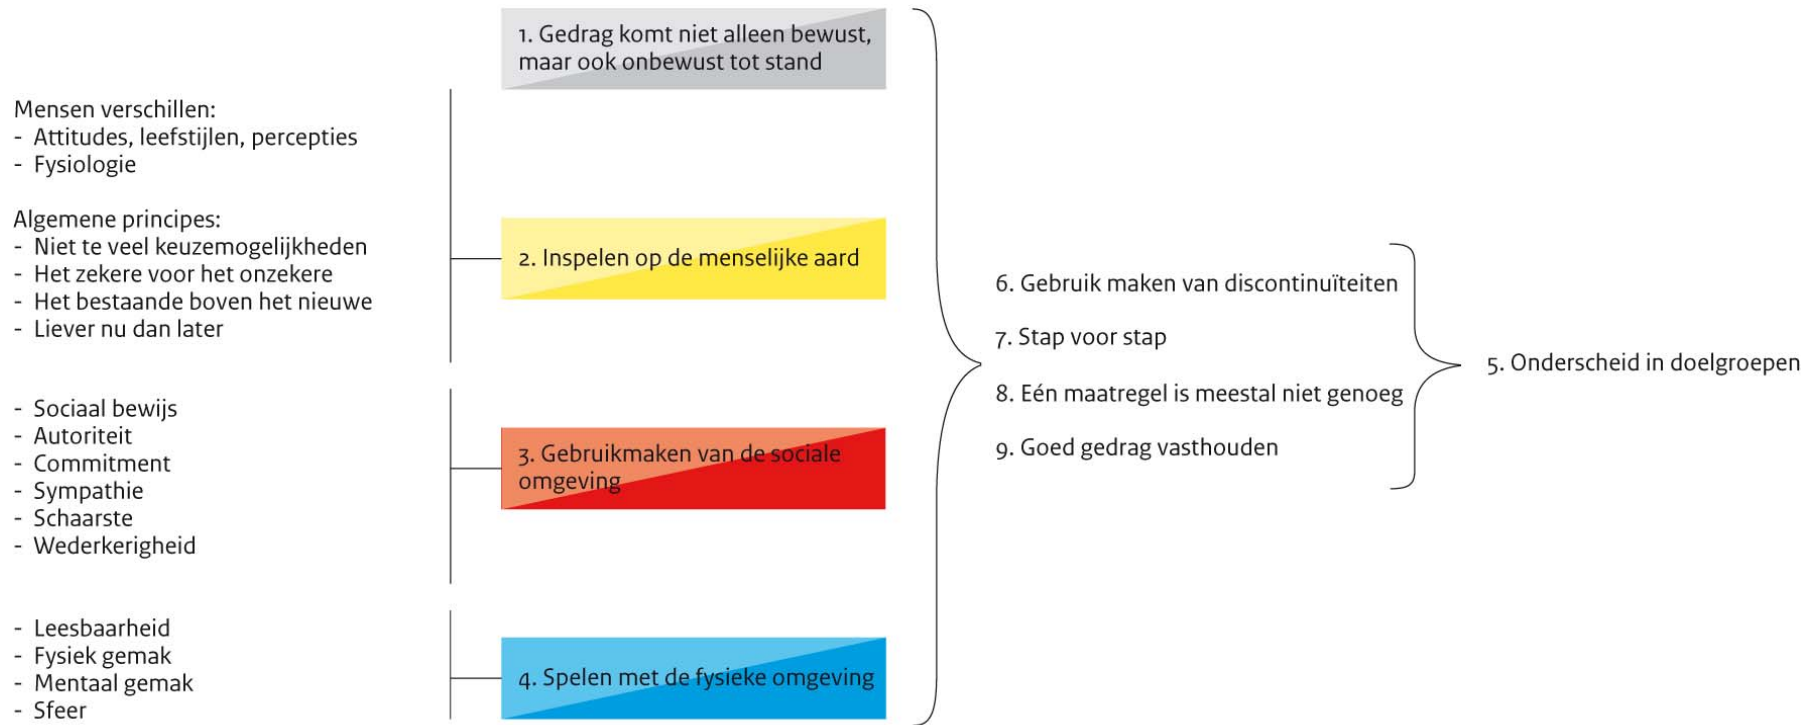 1. Gedrag komt niet alleen bewust,
maar ook onbewust tot stand
Mensen verschillen:
- Attitudes, leefstijlen, percepties
- Fysiologie
Algemene principes:
- Niet te veel keuzemogelijkheden
- Het zekere voor het onzekere
- Het bestaande boven het nieuwe
- Liever nu dan later
2. Inspelen op de menselijke aard
- Sociaal bewijs
- Autoriteit
- Commitment
- Sympathie
- Schaarste
- Wederkerigheid
3. Gebruikmaken van de sociale
omgeving
- Leesbaarheid
- Fysiek gemak
- Mentaal gemak
- Sfeer
4. Spelen met de fysieke omgeving
6. Gebruik maken van discontinuïteiten
7. Stap voor stap
8. Eén maatregel is meestal niet genoeg
9. Goed gedrag vasthouden
5. Onderscheid in doelgroepen